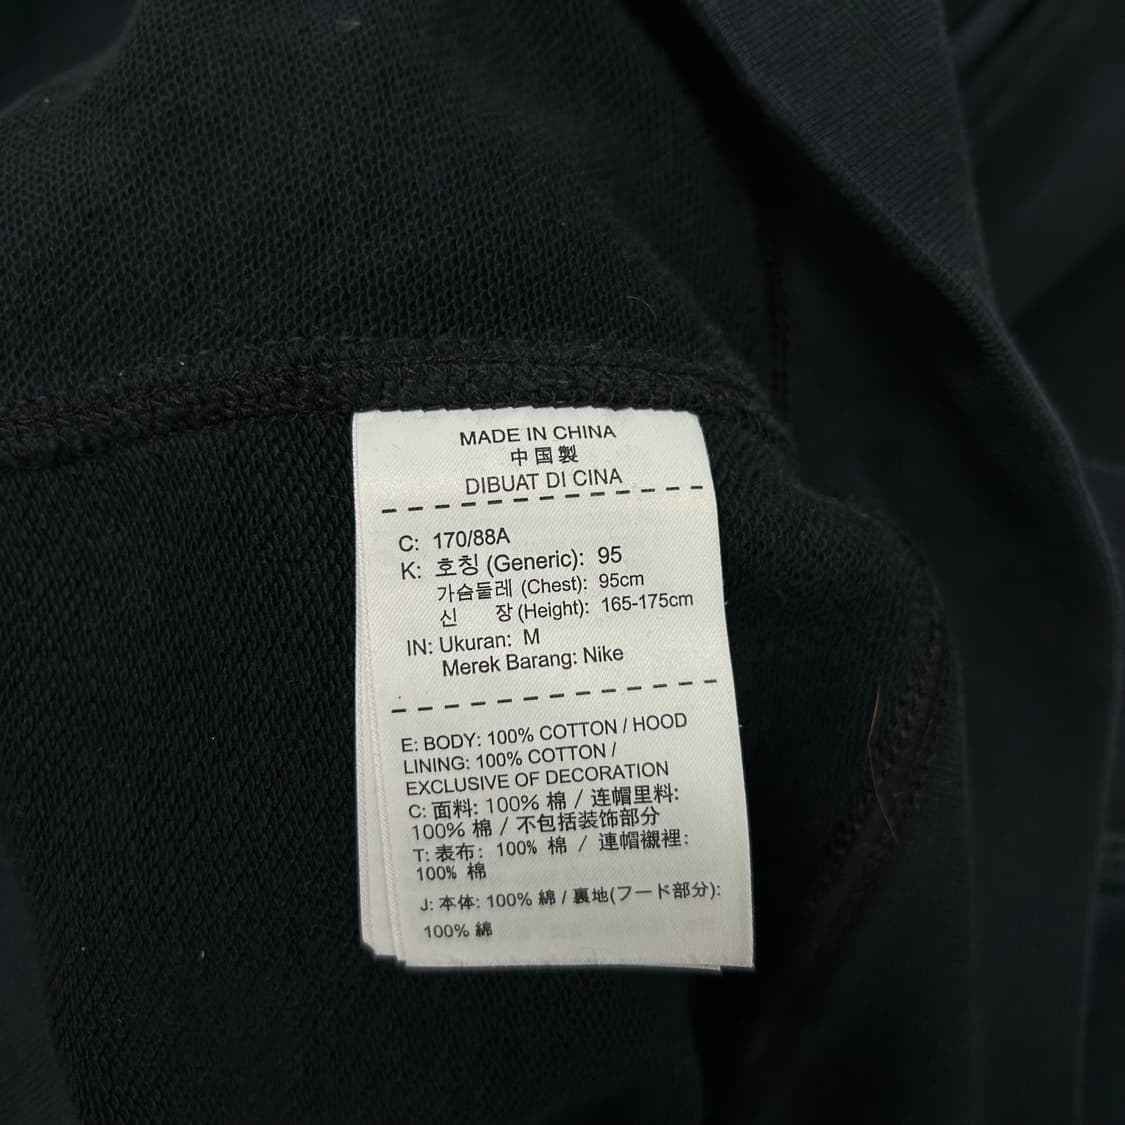 MADE IN CHINA
中国製
DIBUAT DI CINA
C: 170/88A
K: 호칭 (Generic): 95
가슴둘레 (Chest): 95cm
신 장 (Height): 165-175cm
IN: Ukuran: M
Merek Barang: Nike
E: BODY: 100% COTTON / HOOD
LINING: 100% COTTON /
EXCLUSIVE OF DECORATION
C: 面料: 100% 棉 / 连帽里料:
100% 棉 / 不包括装饰部分
T: 表布: 100% 棉 / 連帽襯裡:
100% 棉
J: 本体: 100% 綿 / 裏地(フード部分):
100% 綿